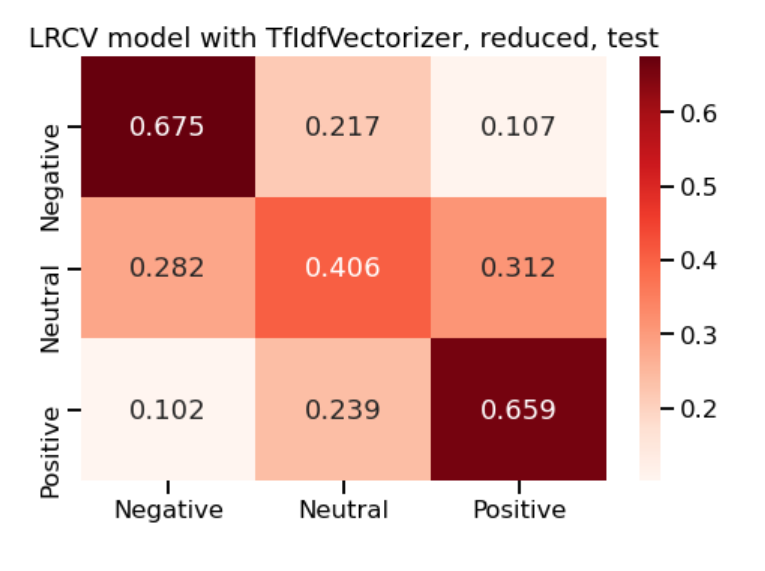 LRCV model with TfIdfVectorizer, reduced, test
Negative 0.675 0.217 0.107
Neutral 0.282 0.406 0.312
Positive 0.102 0.239 0.659
Negative Neutral Positive
0.6
0.5
0.4
0.3
0.2